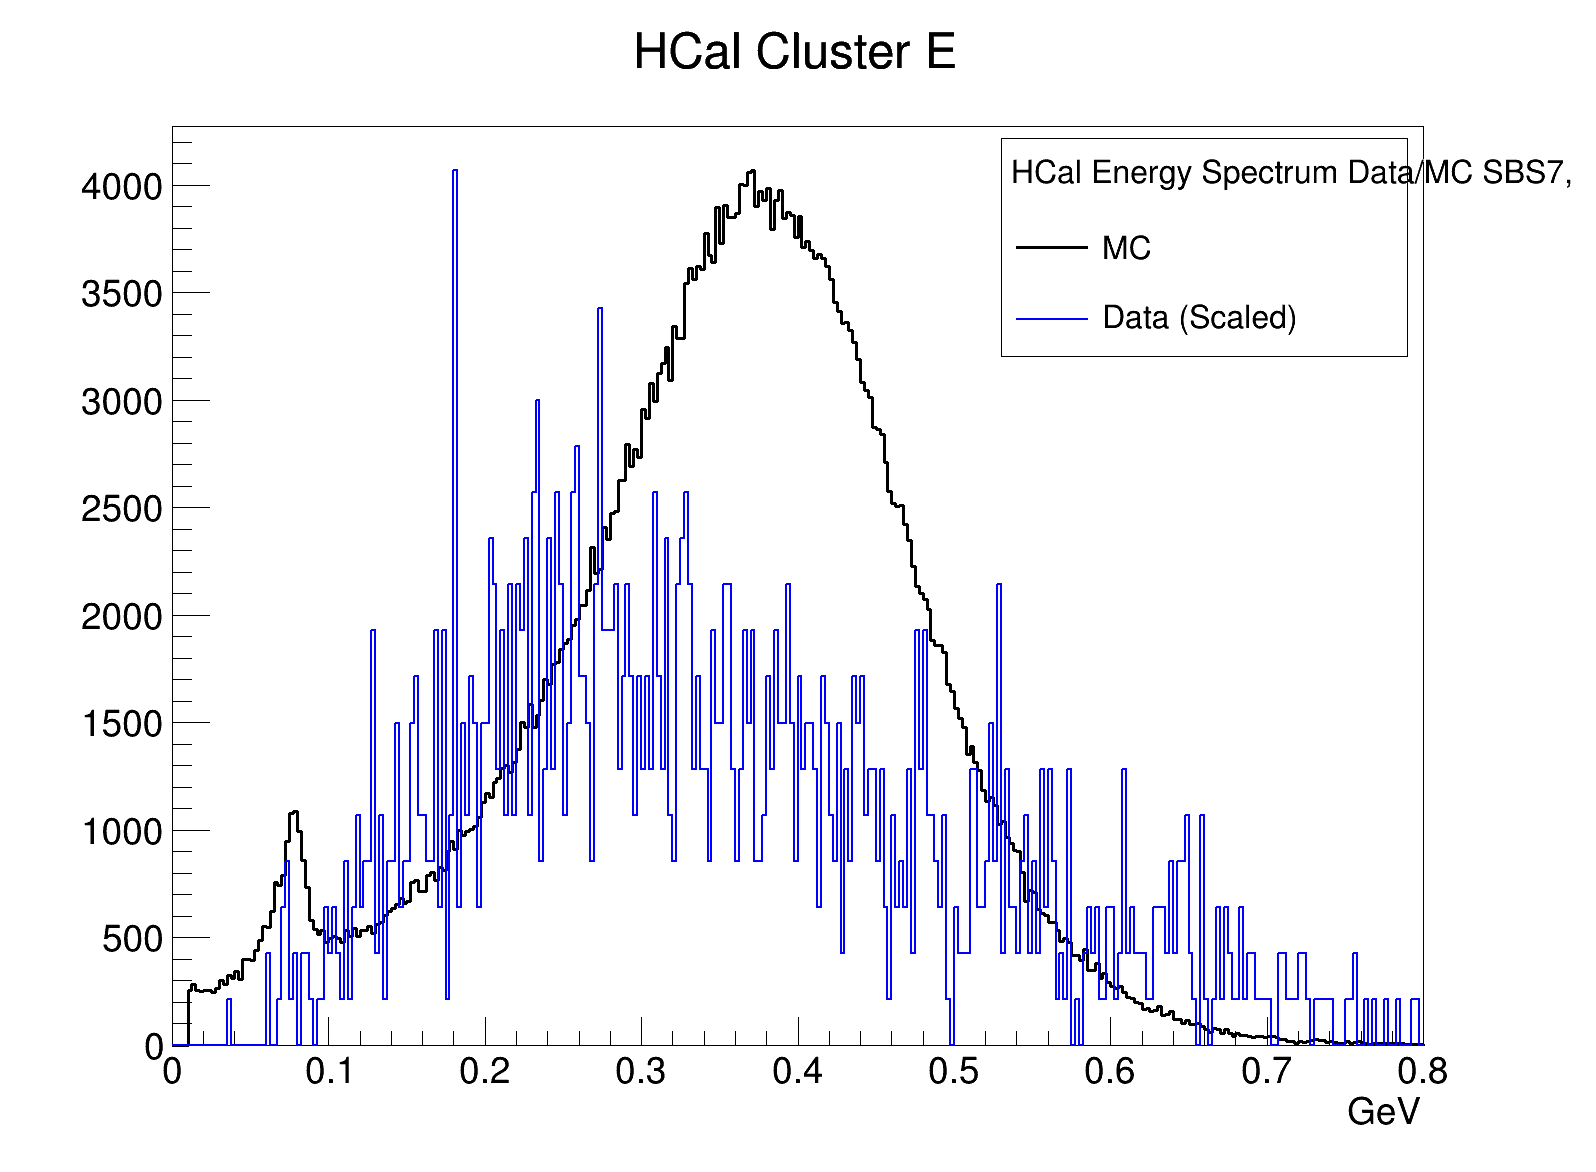 HCal Cluster E
HCal Energy Spectrum Data/MC SBS7,
MC
Data (Scaled)
4000
3500
3000
2500
2000
1500
1000
500
0
0 0.1 0.2 0.3 0.4 0.5 0.6 0.7 0.8
GeV